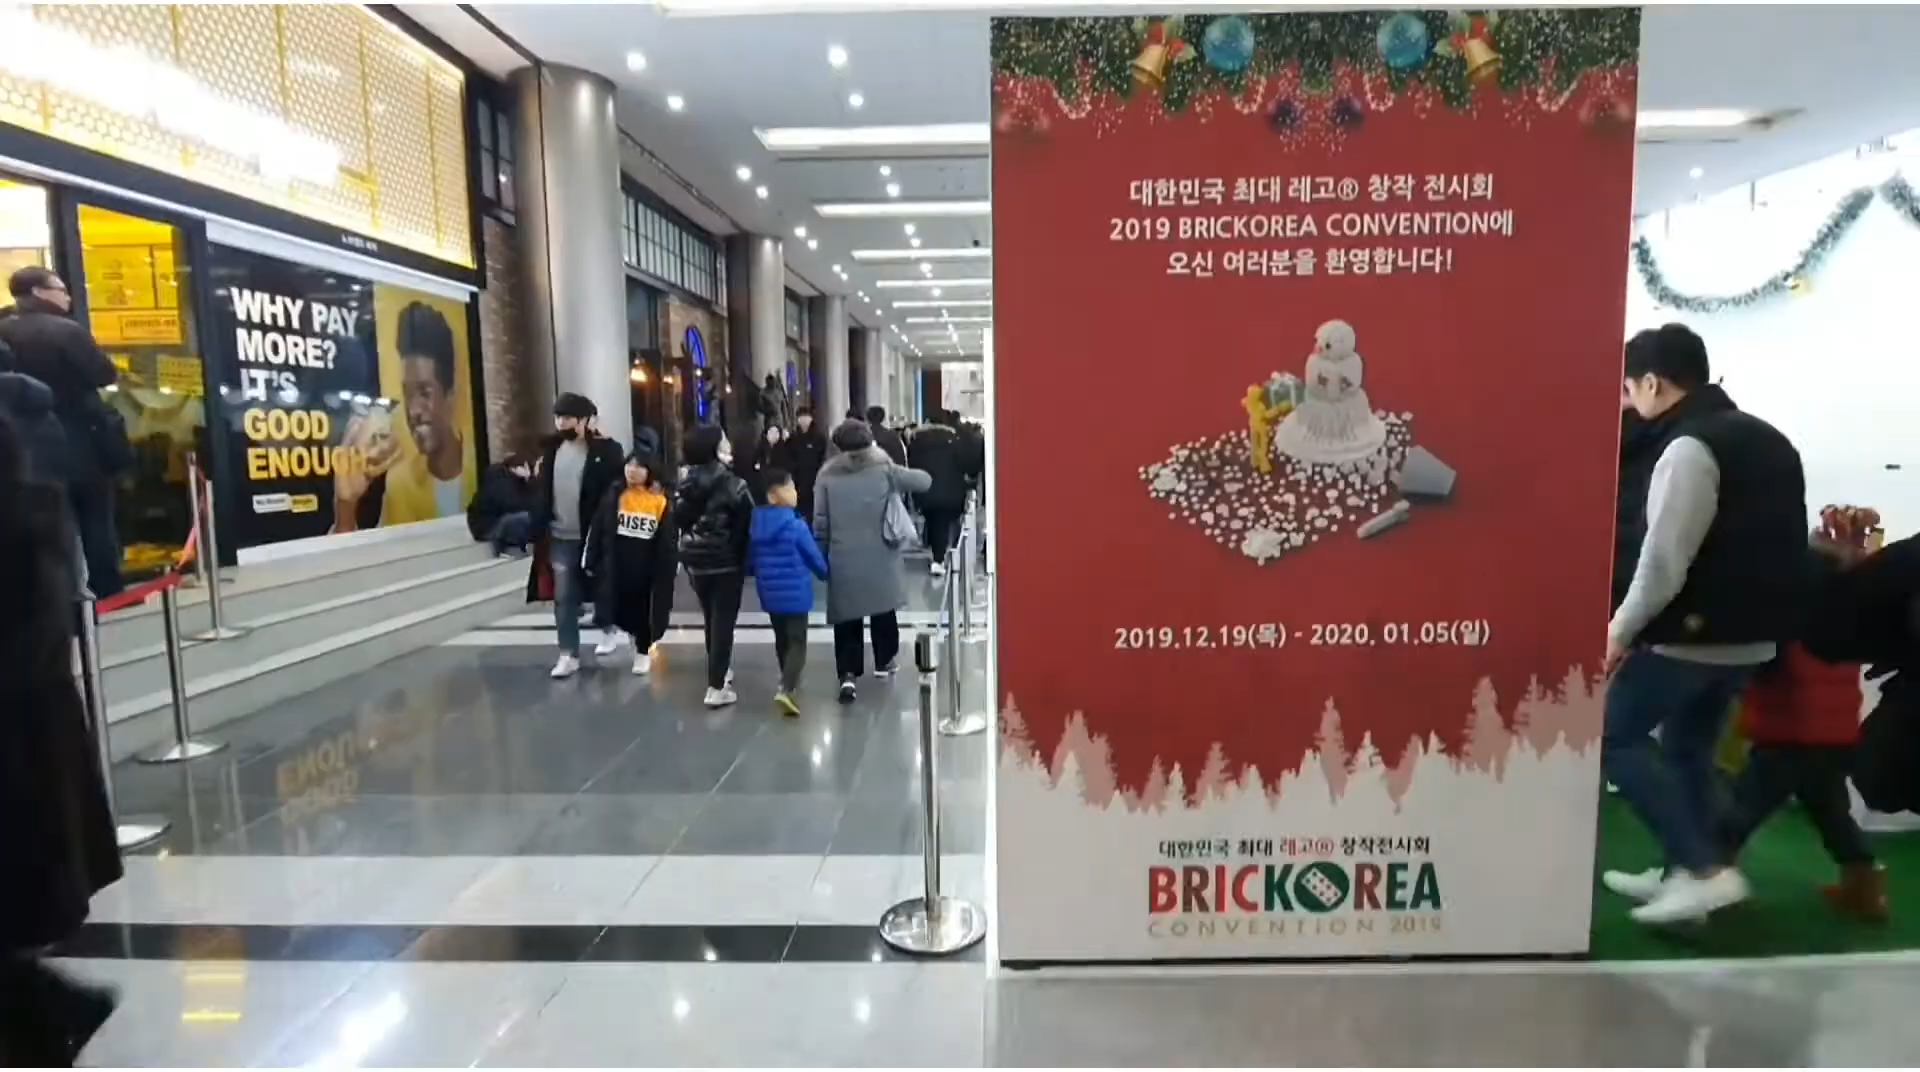 WHY PAY
MORE?
IT'S
GOOD
ENOUGH.
AISES
대한민국 최대 레고® 창작 전시회
2019 BRICKOREA CONVENTION에
오신 여러분을 환영합니다!
2019.12.19(목) - 2020. 01.05(일)
대한민국 최대 레고® 창작전시회
BRICKOREA
CONVENTION 2019